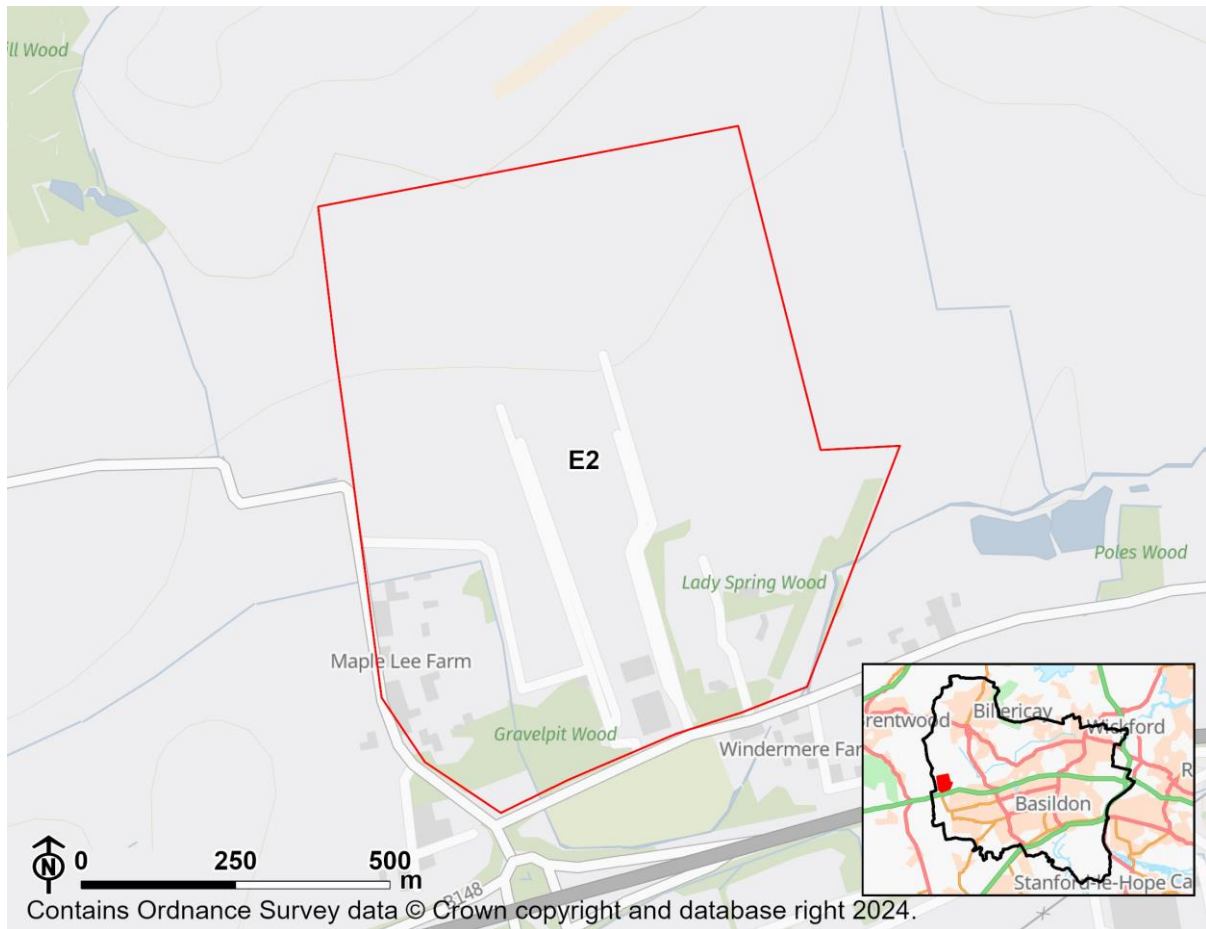 ill Wood
E2
Lady Spring Wood
Poles Wood
Maple Lee Farm
Gravelpit Wood
Windermere Far
Brentwood
Billericay
Wickford
R
Basildon
Stanford-le-Hope
Ca
N
0 250 500
m
B148
Contains Ordnance Survey data © Crown copyright and database right 2024.